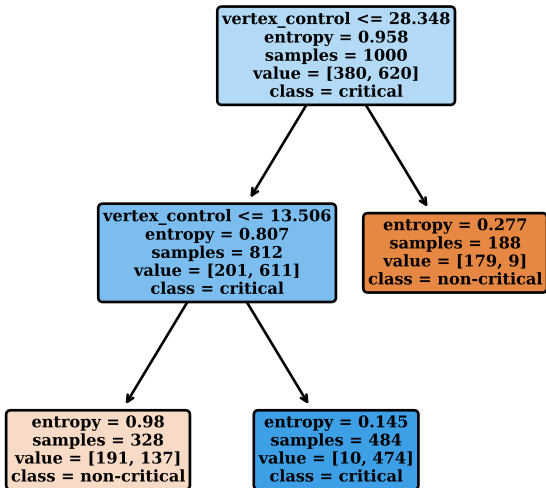 vertex_control <= 28.348
entropy = 0.958
samples = 1000
value = [380, 620]
class = critical
vertex_control <= 13.506
entropy = 0.807
samples = 812
value = [201, 611]
class = critical
entropy = 0.277
samples = 188
value = [179, 9]
class = non-critical
entropy = 0.98
samples = 328
value = [191, 137]
class = non-critical
entropy = 0.145
samples = 484
value = [10, 474]
class = critical